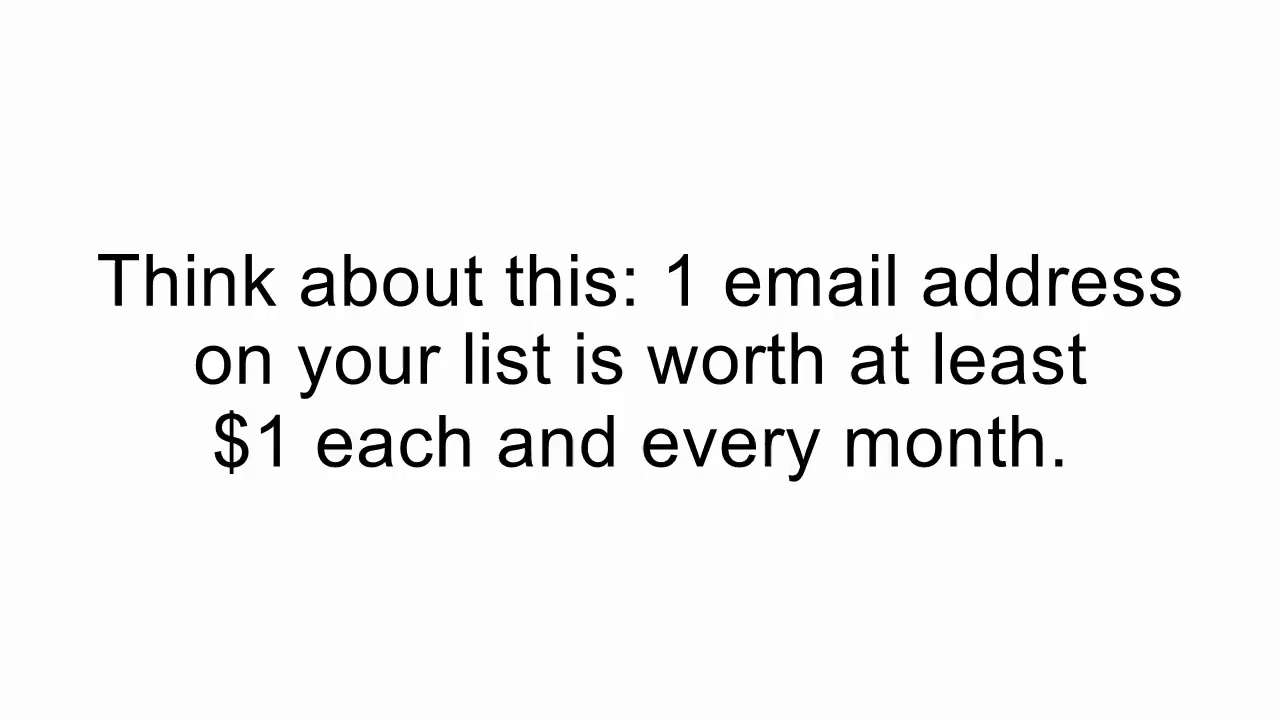 Think about this: 1 email address
on your list is worth at least
$1 each and every month.